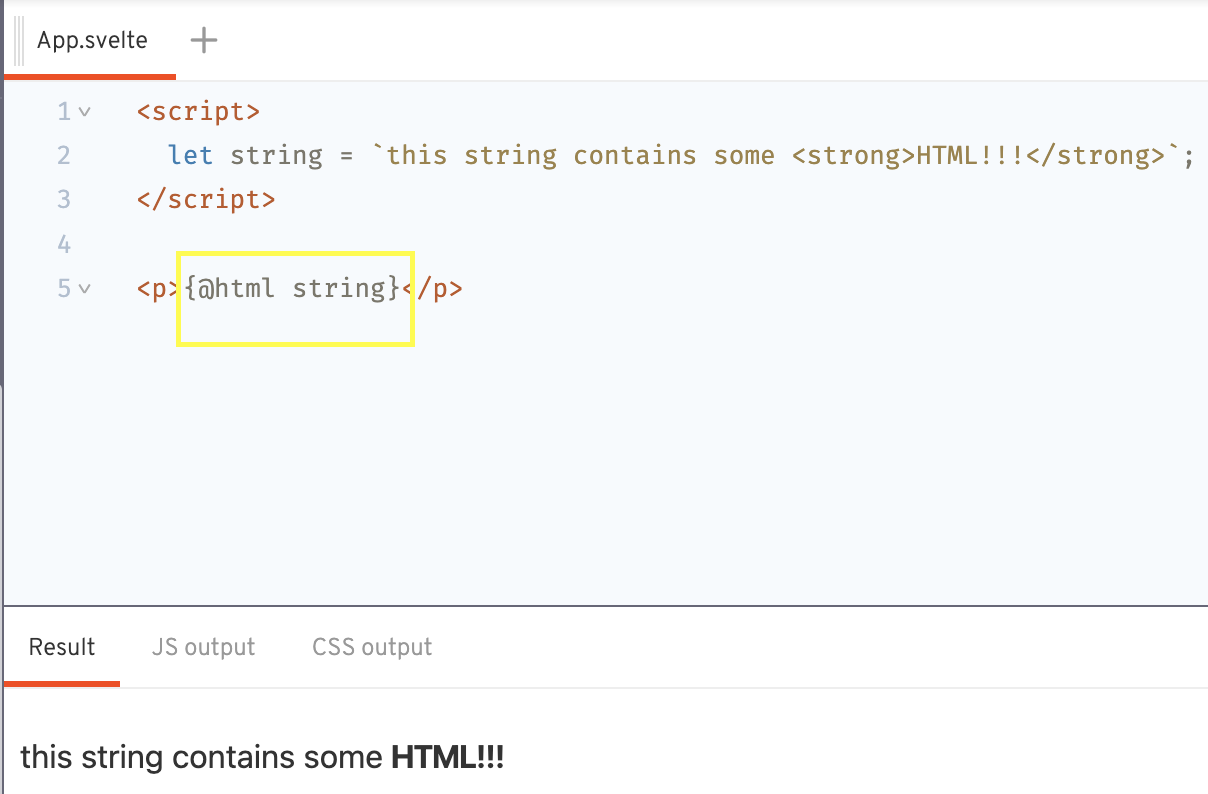 App.svelte +
1 <script>
2 let string = `this string contains some <strong>HTML!!!</strong>`;
3 </script>
4
5 <p>{@html string}</p>
Result JS output CSS output
this string contains some HTML!!!